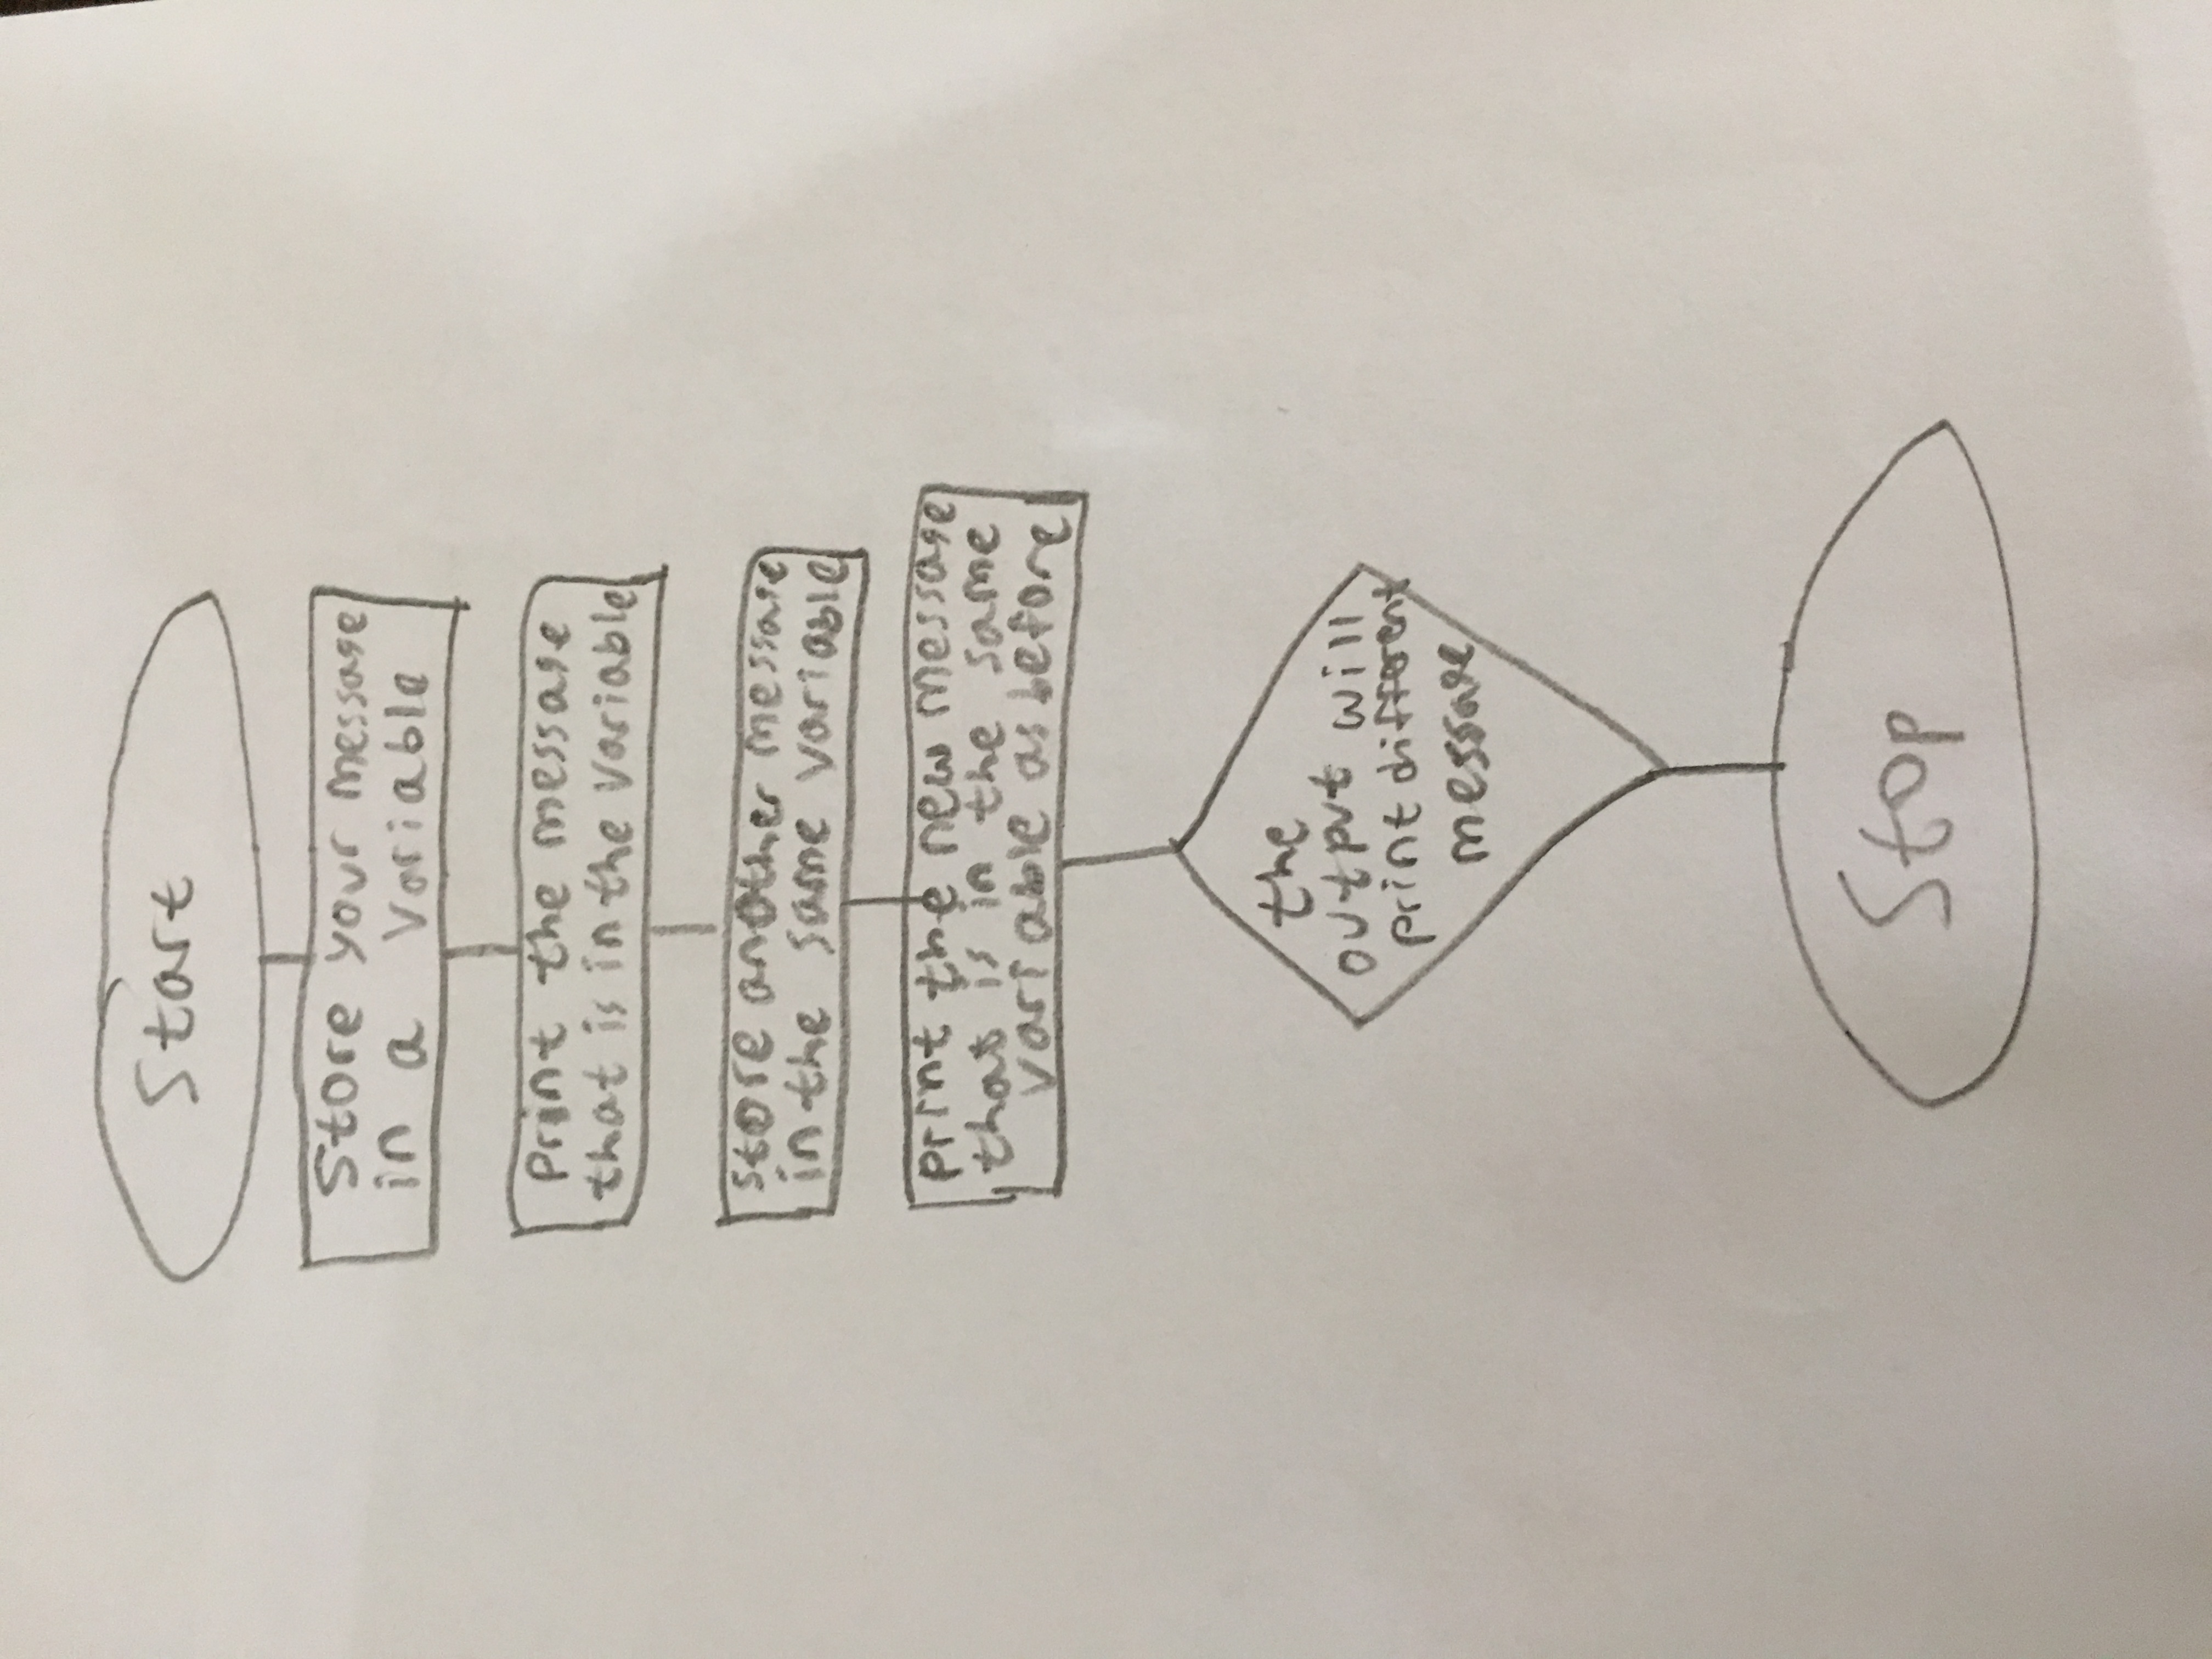 Start
Store your message
in a variable
Print the message
that is in the variable
store another message
in the same variable
print the new message
that is in the same
variable as before
the
output will
print different
message
Stop